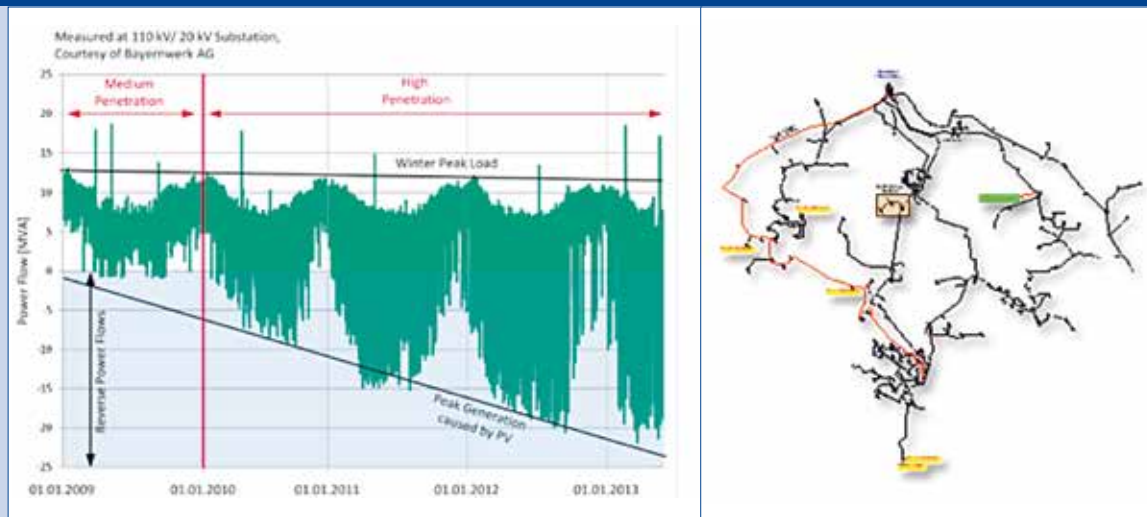 Measured at 110 kV/ 20 kV Substation,
Courtesy of Bayernwerk AG
Medium
Penetration
High
Penetration
Winter Peak Load
Power Flow [MVA]
Reverse Power Flows
Peak Generation
caused by PV
25
20
15
10
5
0
5
-15
-20
25
01.01.2009
01.01.2010
01.01.2011
01.01.2012
01.01.2013